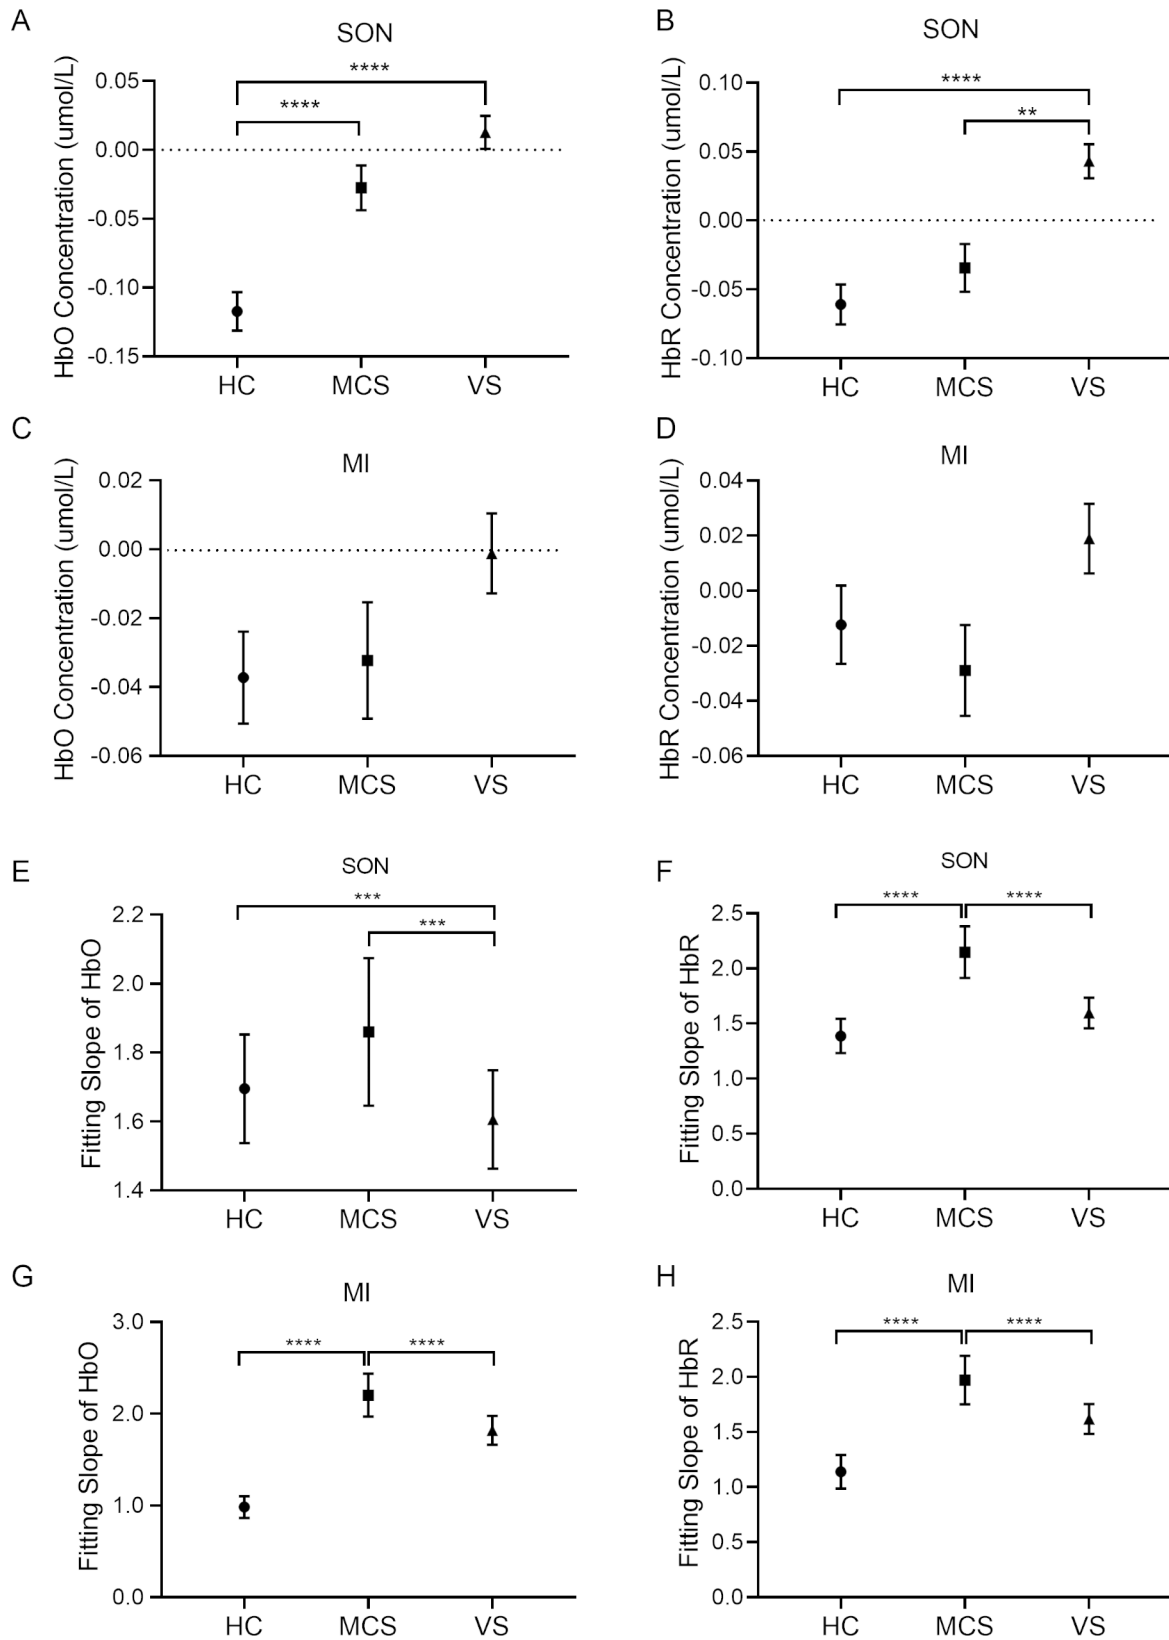 A
SON
HbO Concentration (umol/L)
0.05
0.00
-0.05
-0.10
-0.15
****
****
HC MCS VS
B
SON
HbR Concentration (umol/L)
0.10
0.05
0.00
-0.05
-0.10
****
**
HC MCS VS
C
MI
HbO Concentration (umol/L)
0.02
0.00
-0.02
-0.04
-0.06
HC MCS VS
D
MI
HbR Concentration (umol/L)
0.04
0.02
0.00
-0.02
-0.04
-0.06
HC MCS VS
E
SON
Fitting Slope of HbO
2.2
2.0
1.8
1.6
1.4
***
***
HC MCS VS
F
SON
Fitting Slope of HbR
2.5
2.0
1.5
1.0
0.5
0.0
**** ****
HC MCS VS
G
MI
Fitting Slope of HbO
3.0
2.0
1.0
0.0
**** ****
HC MCS VS
H
MI
Fitting Slope of HbR
2.5
2.0
1.5
1.0
0.5
0.0
**** ****
HC MCS VS